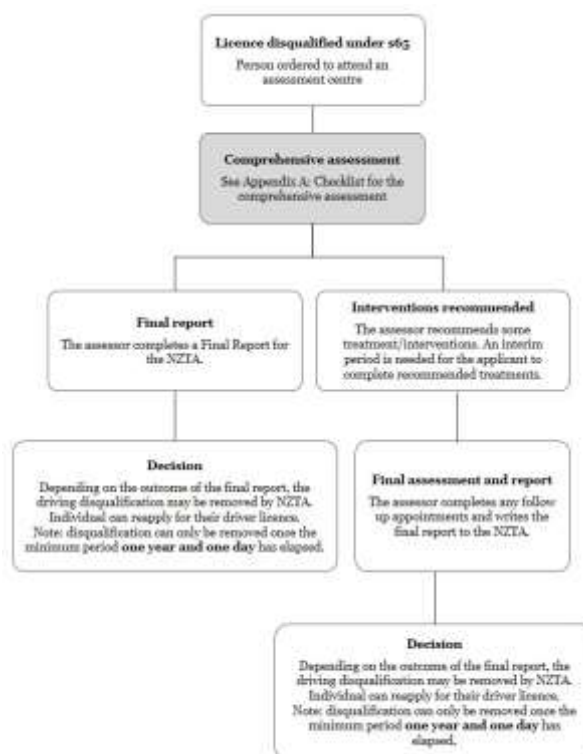 Licence disqualified under s65
Person ordered to attend an
assessment centre
Comprehensive assessment
See Appendix A: Checklist for the
comprehensive assessment
Final report
The assessor completes a Final Report for
the NZTA.
Interventions recommended
The assessor recommends some
treatment/interventions. An interim
period is needed for the applicant to
complete recommended treatments.
Decision
Depending on the outcome of the final report, the
driving disqualification may be removed by NZTA.
Individual can reapply for their driver licence.
Note: disqualification can only be removed once the
minimum period one year and one day has elapsed.
Final assessment and report
The assessor completes any follow
up appointments and writes the
final report to the NZTA.
Decision
Depending on the outcome of the final report, the
driving disqualification may be removed by NZTA.
Individual can reapply for their driver licence.
Note: disqualification can only be removed once the
minimum period one year and one day has
elapsed.